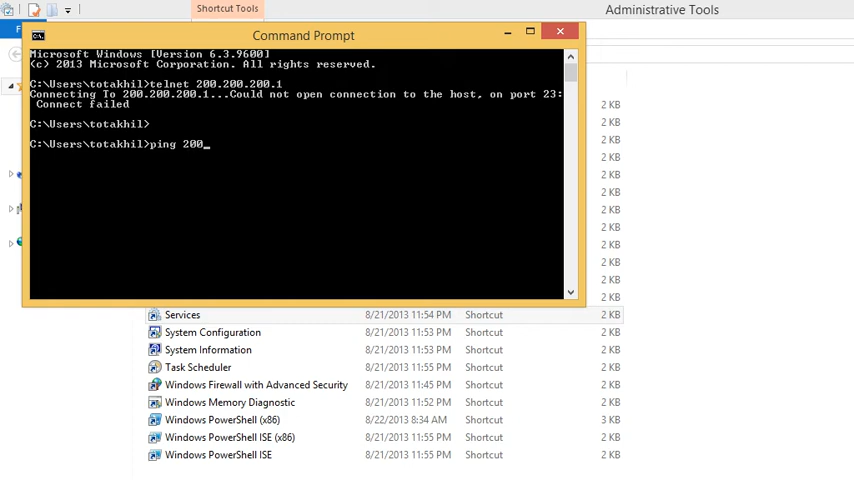 Shortcut Tools
Administrative Tools
F
Command Prompt
Microsoft Windows [Version 6.3.9600]
(c) 2013 Microsoft Corporation. All rights reserved.
C:\Users\totakhil>telnet 200.200.200.1
Connecting To 200.200.200.1...Could not open connection to the host, on port 23:
Connect failed
C:\Users\totakhil>
C:\Users\totakhil>ping 200_
2 KB
2 KB
2 KB
2 KB
2 KB
2 KB
2 KB
2 KB
2 KB
2 KB
2 KB
2 KB
Services 8/21/2013 11:54 PM Shortcut 2 KB
System Configuration 8/21/2013 11:53 PM Shortcut 2 KB
System Information 8/21/2013 11:53 PM Shortcut 2 KB
Task Scheduler 8/21/2013 11:54 PM Shortcut 2 KB
Windows Firewall with Advanced Security 8/21/2013 11:45 PM Shortcut 2 KB
Windows Memory Diagnostic 8/21/2013 11:52 PM Shortcut 2 KB
Windows PowerShell (x86) 8/22/2013 8:34 AM Shortcut 3 KB
Windows PowerShell ISE (x86) 8/21/2013 11:55 PM Shortcut 2 KB
Windows PowerShell ISE 8/21/2013 11:55 PM Shortcut 2 KB